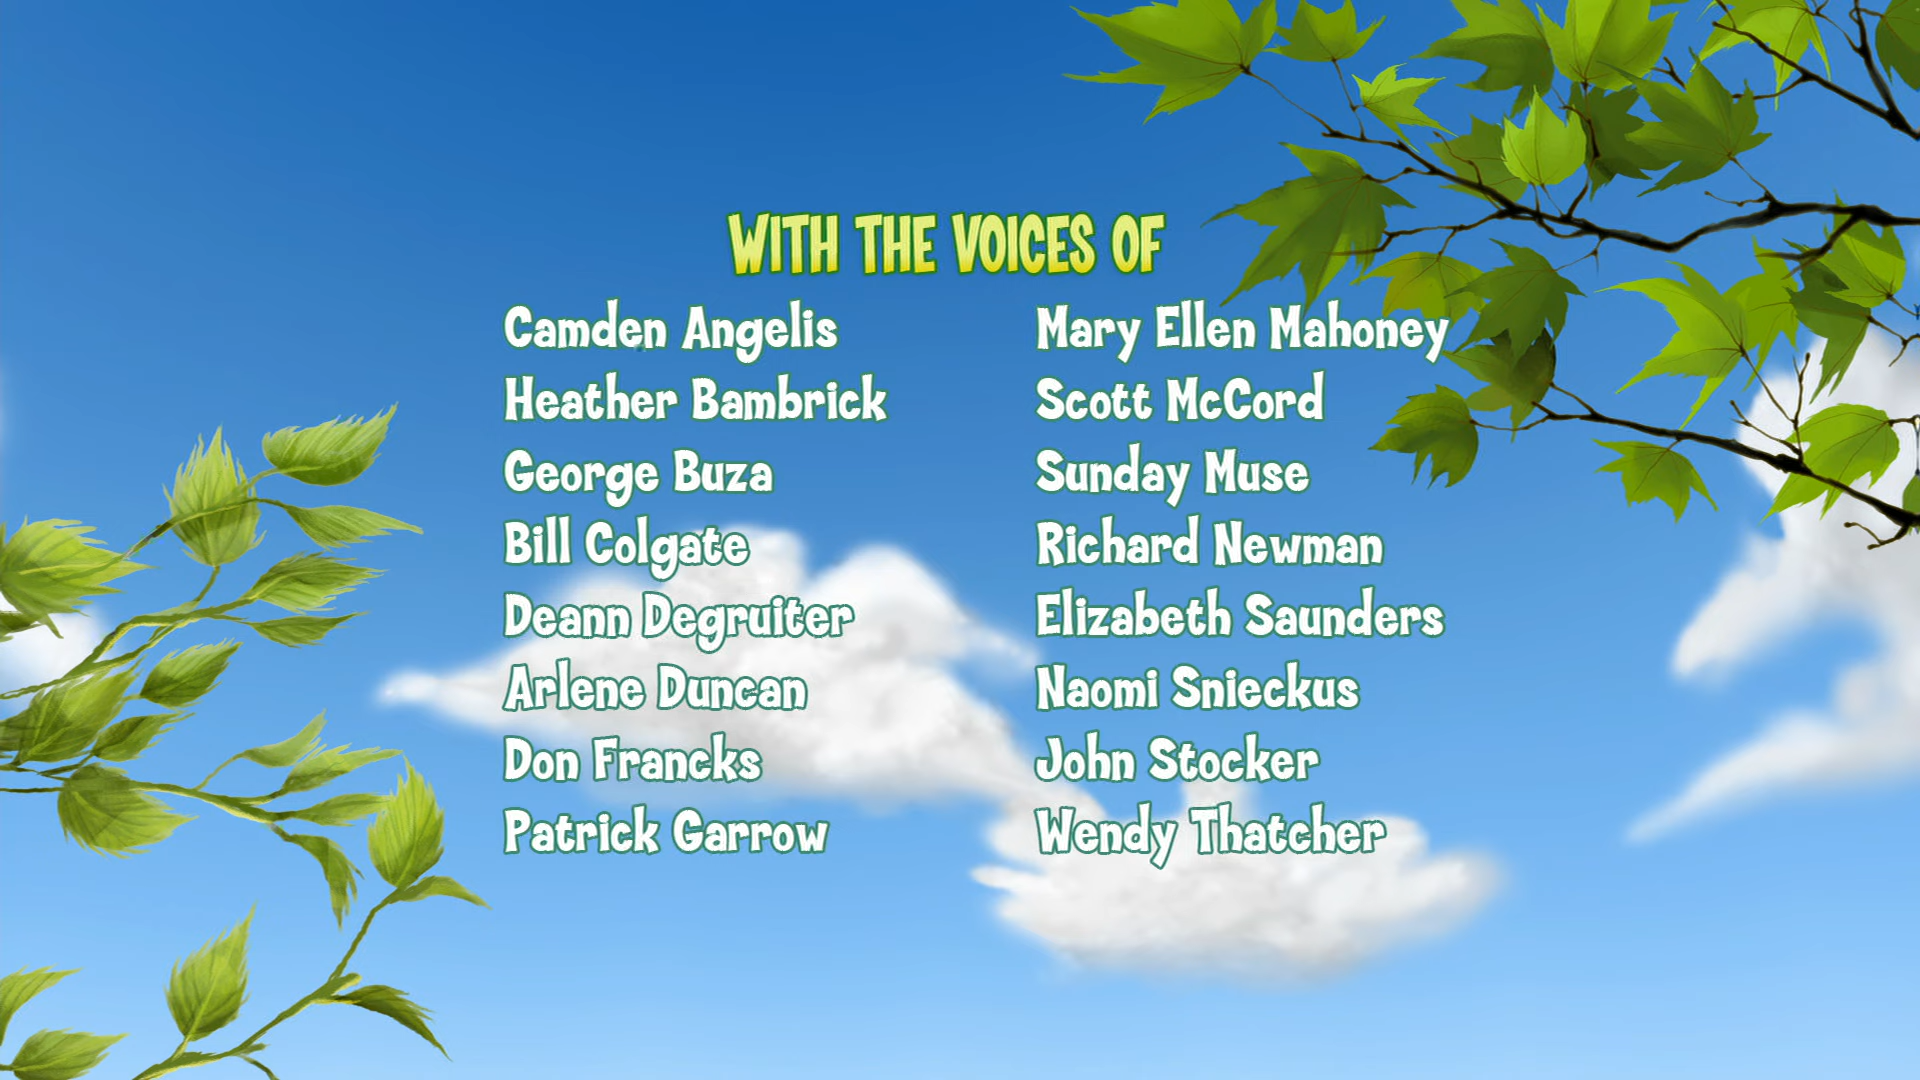 WITH THE VOICES OF
Camden Angelis
Heather Bambrick
George Buza
Bill Colgate
Deann Degruiter
Arlene Duncan
Don Francks
Patrick Garrow
Mary Ellen Mahoney
Scott McCord
Sunday Muse
Richard Newman
Elizabeth Saunders
Naomi Snieckus
John Stocker
Wendy Thatcher